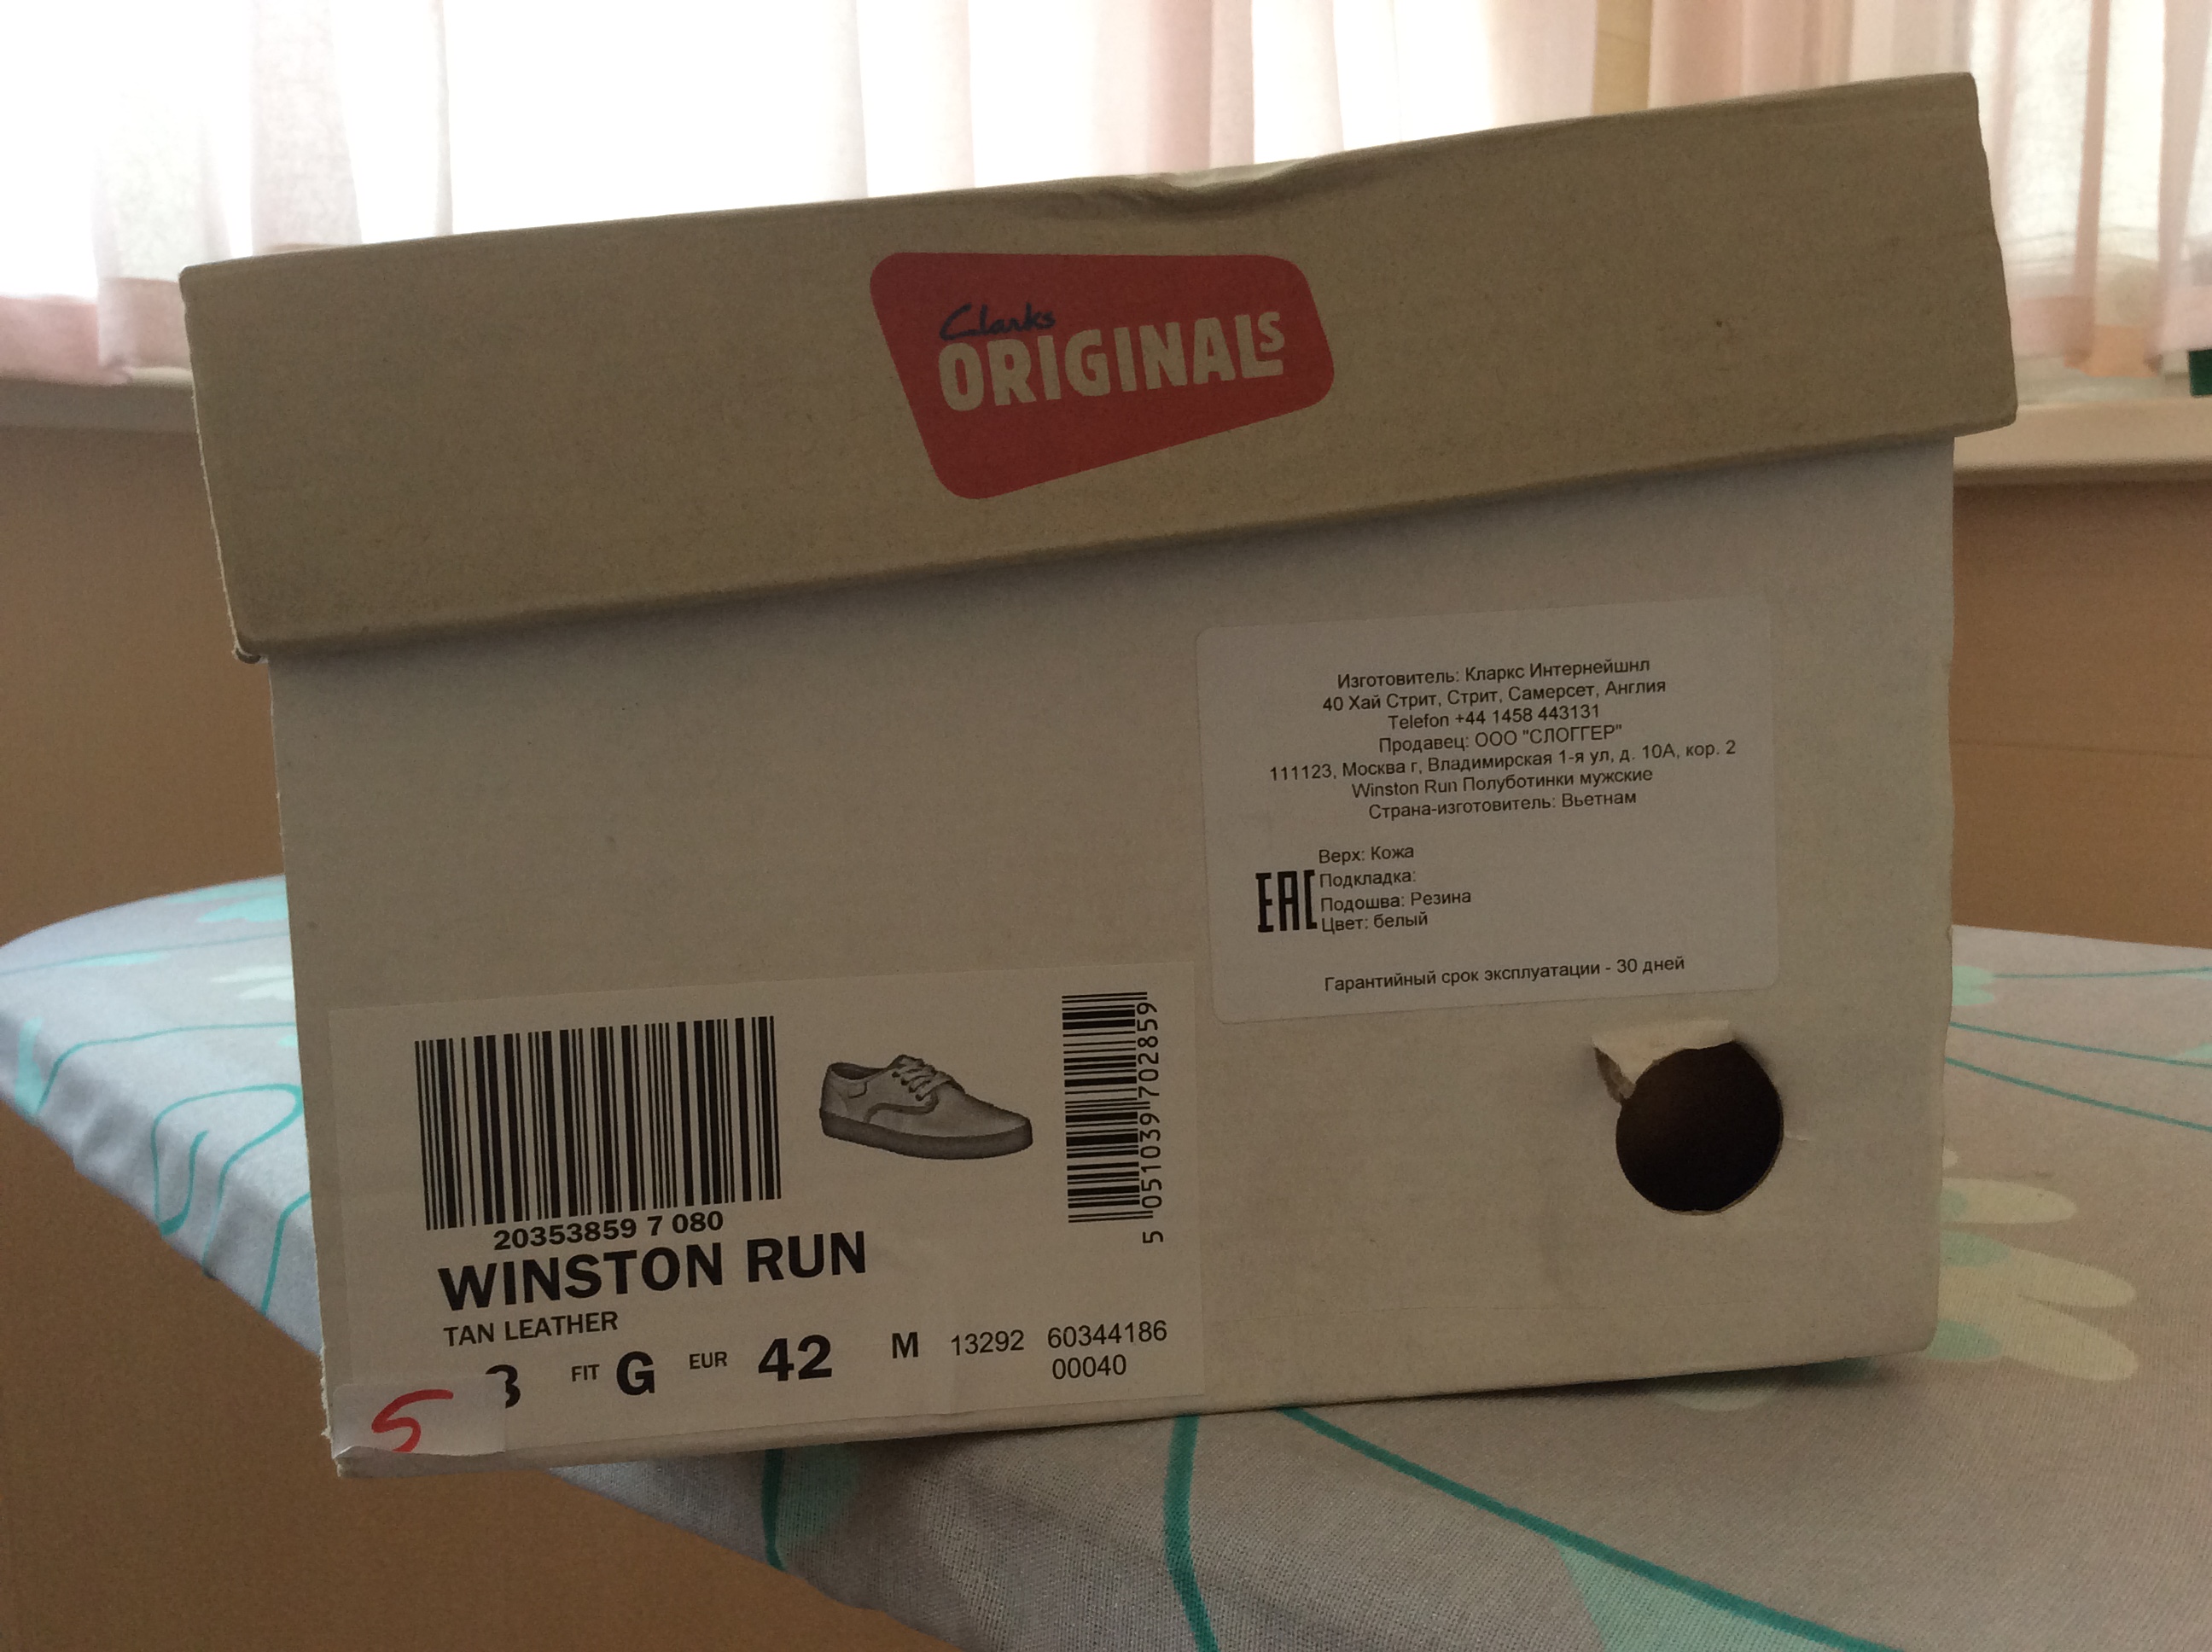 Clarks
ORIGINALS
Изготовитель: Кларкс Интернейшнл
40 Хай Стрит, Стрит, Самерсет, Англия
Telefon +44 1458 443131
Продавец: ООО "СЛОГГЕР"
111123, Москва г, Владимирская 1-я ул, д. 10А, кор. 2
Winston Run Полуботинки мужские
Страна-изготовитель: Вьетнам
Верх: Кожа
EAC
Подкладка:
Подошва: Резина
Цвет: белый
Гарантийный срок эксплуатации - 30 дней
20353859 7 080
5 051039 702859
WINSTON RUN
TAN LEATHER
FIT G EUR 42 M 13292 60344186
00040